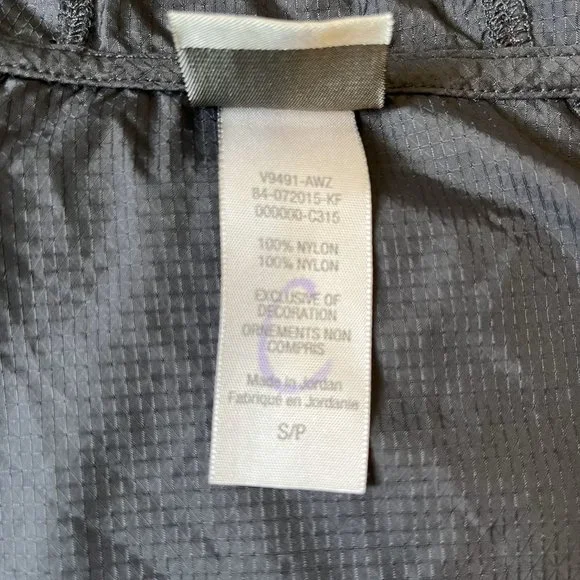 V9491-AWZ
84-072015-KF
000000-C315
100% NYLON
100% NYLON
EXCLUSIVE OF
DECORATION
ORNEMENTS NON
COMPRIS
Made in Jordan
Fabriqué en Jordanie
S/P